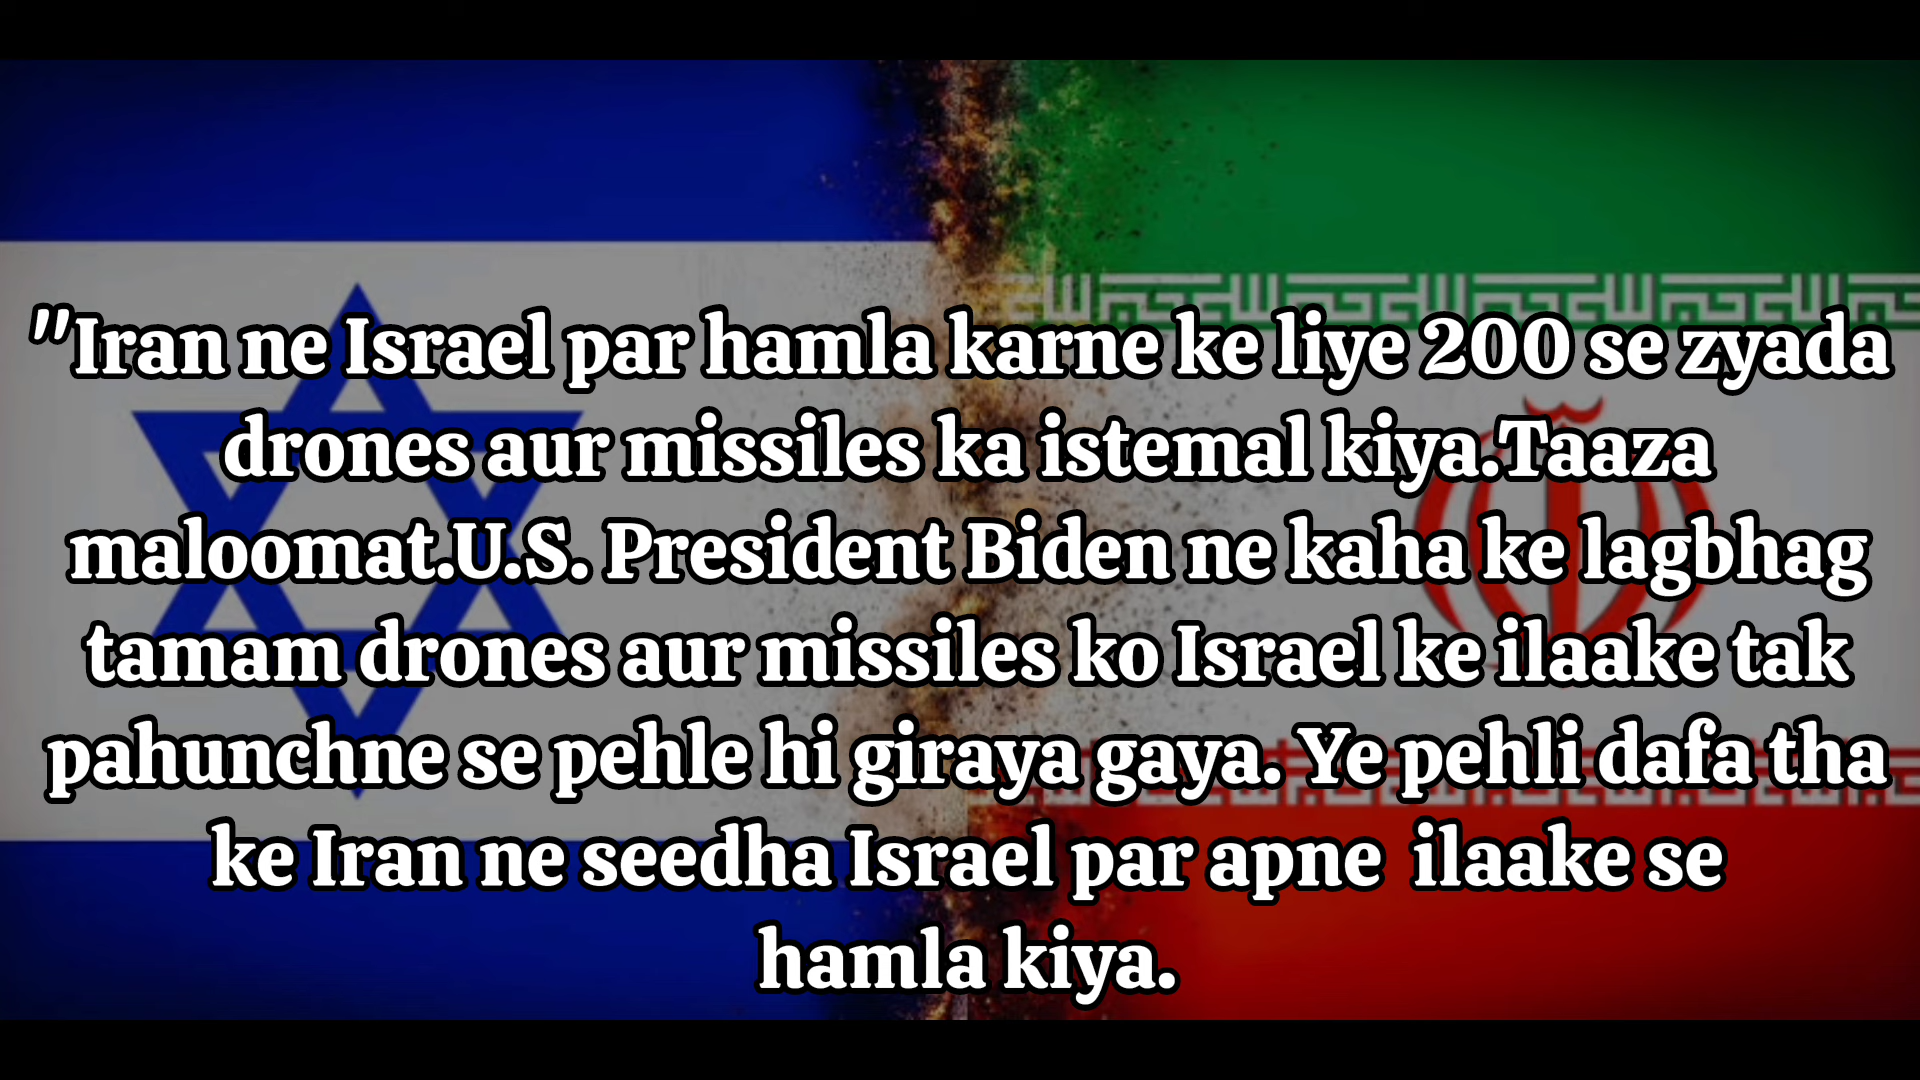 "Iran ne Israel par hamla karne ke liye 200 se zyada
drones aur missiles ka istemal kiya.Taaza
maloomat.U.S. President Biden ne kaha ke lagbhag
tamam drones aur missiles ko Israel ke ilaake tak
pahunchne se pehle hi giraya gaya. Ye pehli dafa tha
ke Iran ne seedha Israel par apne  ilaake se
hamla kiya.